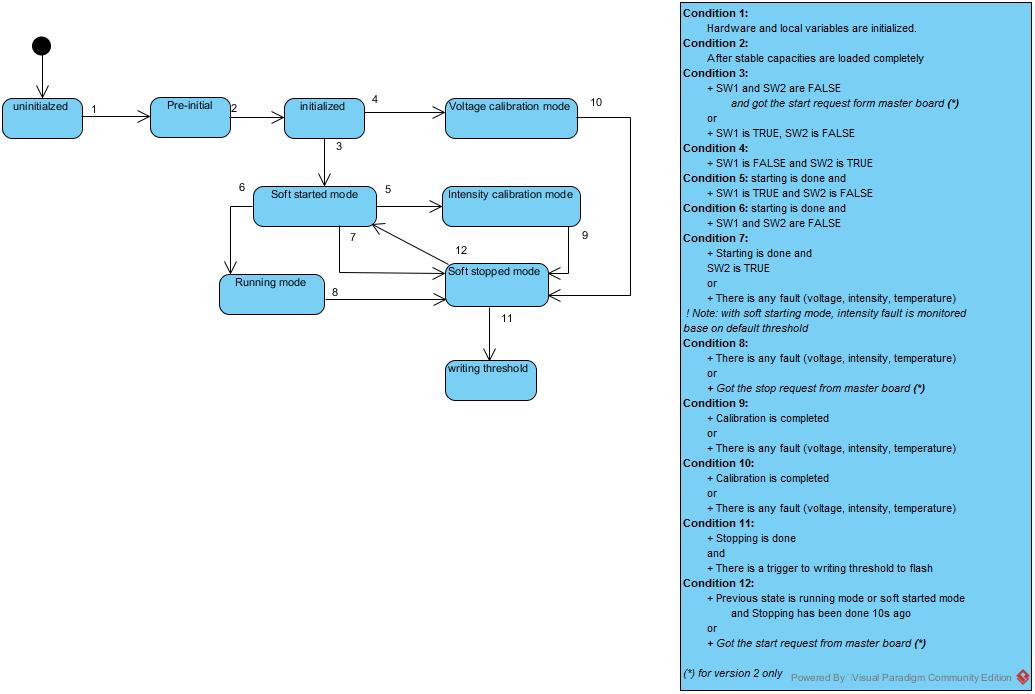 uninitialzed
1
Pre-initial
2
initialized
4
Voltage calibration mode
10
3
Soft started mode
5
Intensity calibration mode
6
7
12
9
Running mode
8
Soft stopped mode
11
writing threshold
Condition 1:
Hardware and local variables are initialized.
Condition 2:
After stable capacities are loaded completely
Condition 3:
+ SW1 and SW2 are FALSE
and got the start request form master board (*)
or
+ SW1 is TRUE, SW2 is FALSE
Condition 4:
+ SW1 is FALSE and SW2 is TRUE
Condition 5: starting is done and
+ SW1 is TRUE and SW2 is FALSE
Condition 6: starting is done and
+ SW1 and SW2 are FALSE
Condition 7:
+ Starting is done and
SW2 is TRUE
or
+ There is any fault (voltage, intensity, temperature)
! Note: with soft starting mode, intensity fault is monitored
base on default threshold
Condition 8:
+ There is any fault (voltage, intensity, temperature)
or
+ Got the stop request from master board (*)
Condition 9:
+ Calibration is completed
or
+ There is any fault (voltage, intensity, temperature)
Condition 10:
+ Calibration is completed
or
+ There is any fault (voltage, intensity, temperature)
Condition 11:
+ Stopping is done
and
+ There is a trigger to writing threshold to flash
Condition 12:
+ Previous state is running mode or soft started mode
and Stopping has been done 10s ago
or
+ Got the start request from master board (*)
(*) for version 2 only
Powered By Visual Paradigm Community Edition